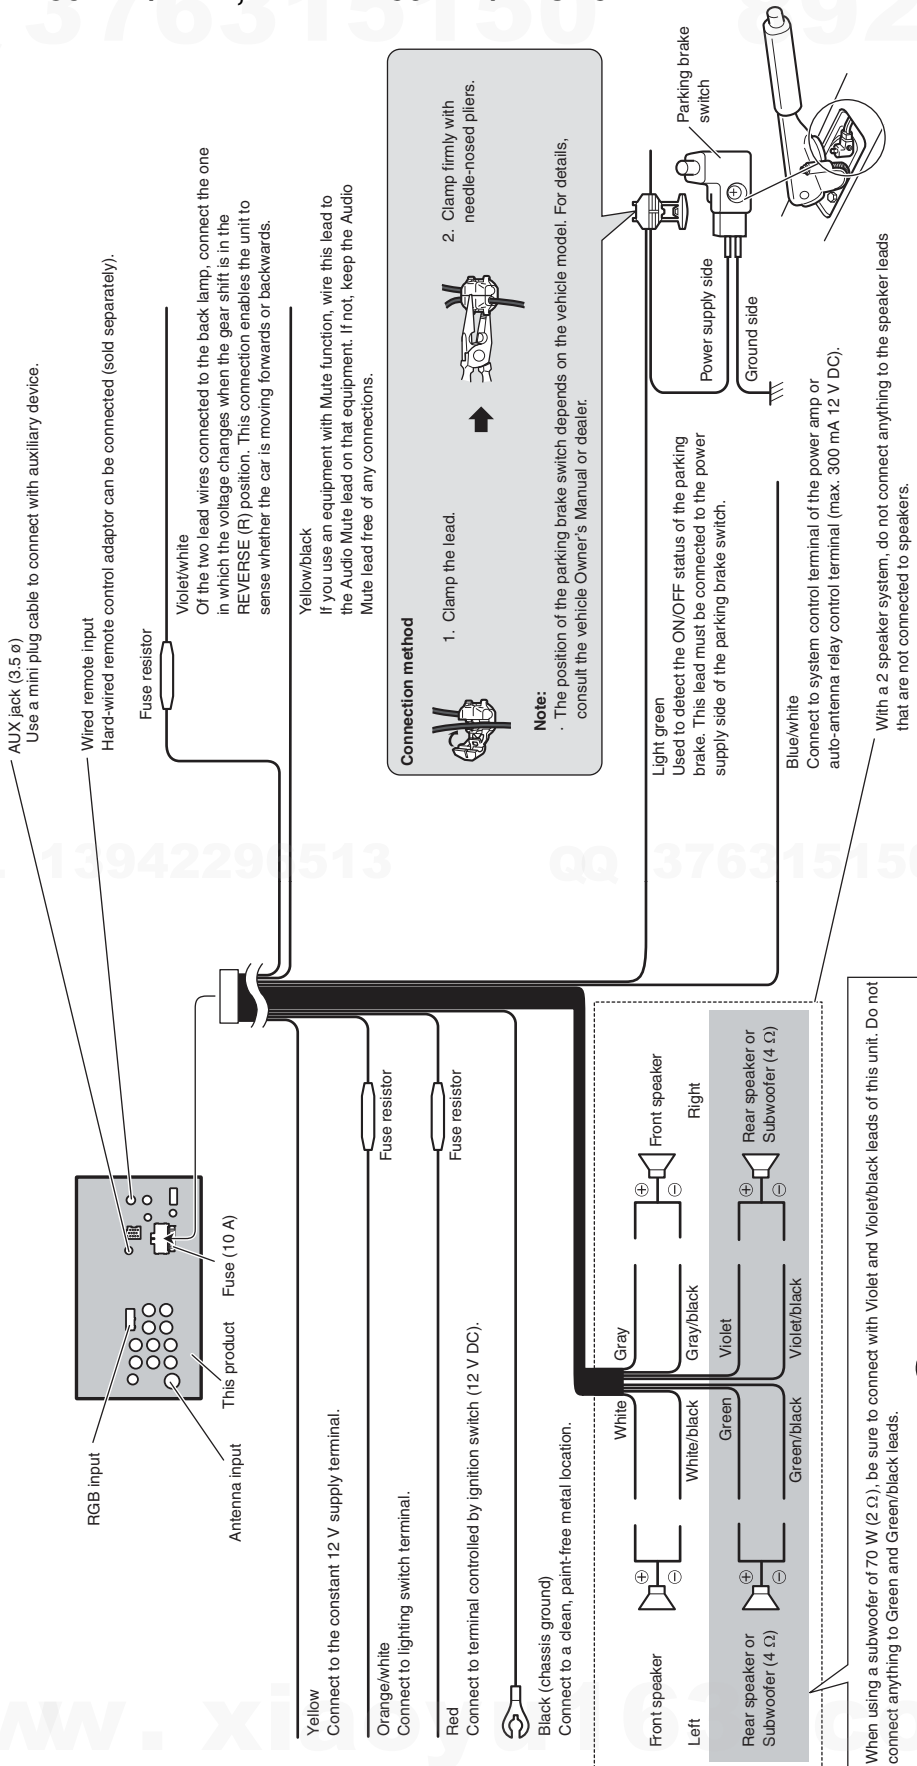 AUX jack (3.5 ø)
Use a mini plug cable to connect with auxiliary device.
Wired remote input
Hard-wired remote control adaptor can be connected (sold separately).
RGB input
Antenna input
This product
Fuse (10 A)
Fuse resistor
Violet/white
Of the two lead wires connected to the back lamp, connect the one
in which the voltage changes when the gear shift is in the
REVERSE (R) position. This connection enables the unit to
sense whether the car is moving forwards or backwards.
Yellow/black
If you use an equipment with Mute function, wire this lead to
the Audio Mute lead on that equipment. If not, keep the Audio
Mute lead free of any connections.
Yellow
Connect to the constant 12 V supply terminal.
Orange/white
Connect to lighting switch terminal.
Fuse resistor
Red
Connect to terminal controlled by ignition switch (12 V DC).
Fuse resistor
Black (chassis ground)
Connect to a clean, paint-free metal location.
Connection method
1. Clamp the lead.
2. Clamp firmly with
needle-nosed pliers.
Note:
· The position of the parking brake switch depends on the vehicle model. For details,
consult the vehicle Owner's Manual or dealer.
Light green
Used to detect the ON/OFF status of the parking
brake. This lead must be connected to the power
supply side of the parking brake switch.
Power supply side
Ground side
Parking brake
switch
Blue/white
Connect to system control terminal of the power amp or
auto-antenna relay control terminal (max. 300 mA 12 V DC).
With a 2 speaker system, do not connect anything to the speaker leads
that are not connected to speakers.
Front speaker
Left
White
White/black
Gray
Gray/black
Front speaker
Right
Rear speaker or
Subwoofer (4 Ω)
Green
Green/black
Violet
Violet/black
Rear speaker or
Subwoofer (4 Ω)
When using a subwoofer of 70 W (2 Ω), be sure to connect with Violet and Violet/black leads of this unit. Do not
connect anything to Green and Green/black leads.
376315150 892
13942296513 QQ 376315150